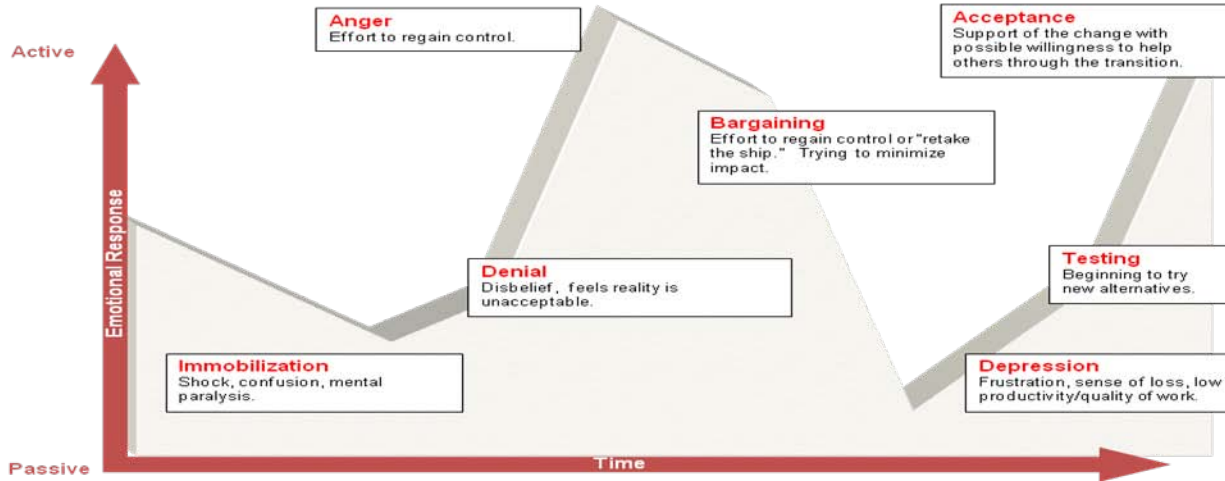 Anger
Effort to regain control.
Acceptance
Support of the change with
possible willingness to help
others through the transition.
Active
Bargaining
Effort to regain control or "retake
the ship." Trying to minimize
impact.
Emotional Response
Denial
Disbelief, feels reality is
unacceptable.
Testing
Beginning to try
new alternatives.
Immobilization
Shock, confusion, mental
paralysis.
Depression
Frustration, sense of loss, low
productivity/quality of work.
Passive
Time